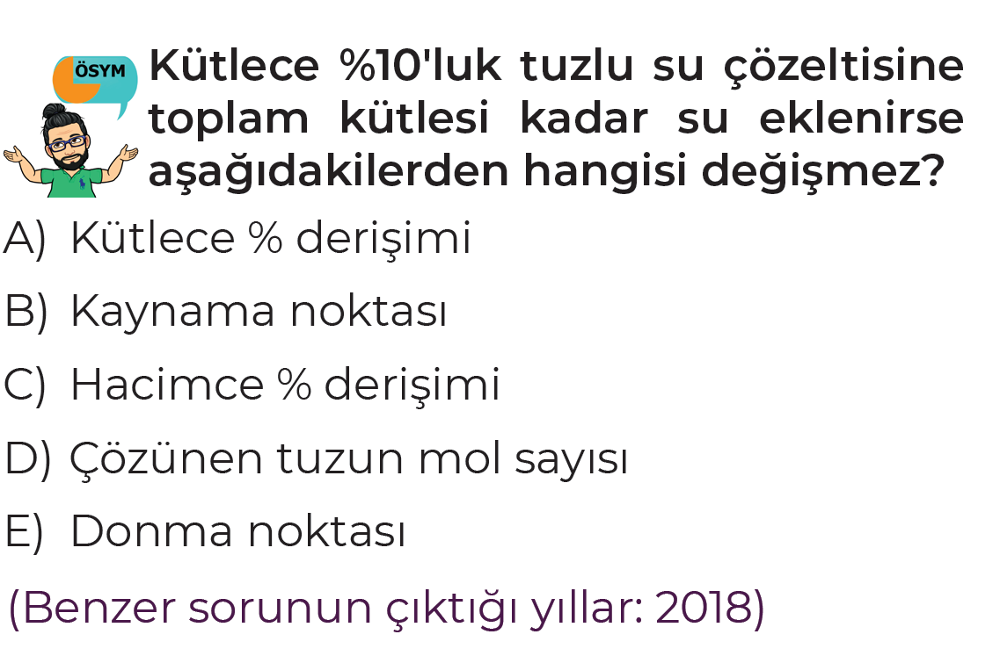 ÖSYM
Kütlece %10'luk tuzlu su çözeltisine
toplam kütlesi kadar su eklenirse
aşağıdakilerden hangisi değişmez?
A) Kütlece % derişimi
B) Kaynama noktası
C) Hacimce % derişimi
D) Çözünen tuzun mol sayısı
E) Donma noktası
(Benzer sorunun çıktığı yıllar: 2018)